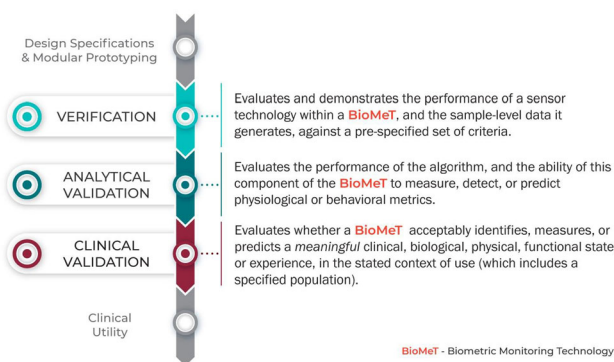 Design Specifications
& Modular Prototyping
VERIFICATION
Evaluates and demonstrates the performance of a sensor
technology within a BioMeT, and the sample-level data it
generates, against a pre-specified set of criteria.
ANALYTICAL
VALIDATION
Evaluates the performance of the algorithm, and the ability of this
component of the BioMeT to measure, detect, or predict
physiological or behavioral metrics.
CLINICAL
VALIDATION
Evaluates whether a BioMeT acceptably identifies, measures, or
predicts a meaningful clinical, biological, physical, functional state
or experience, in the stated context of use (which includes a
specified population).
Clinical
Utility
BioMeT - Biometric Monitoring Technology